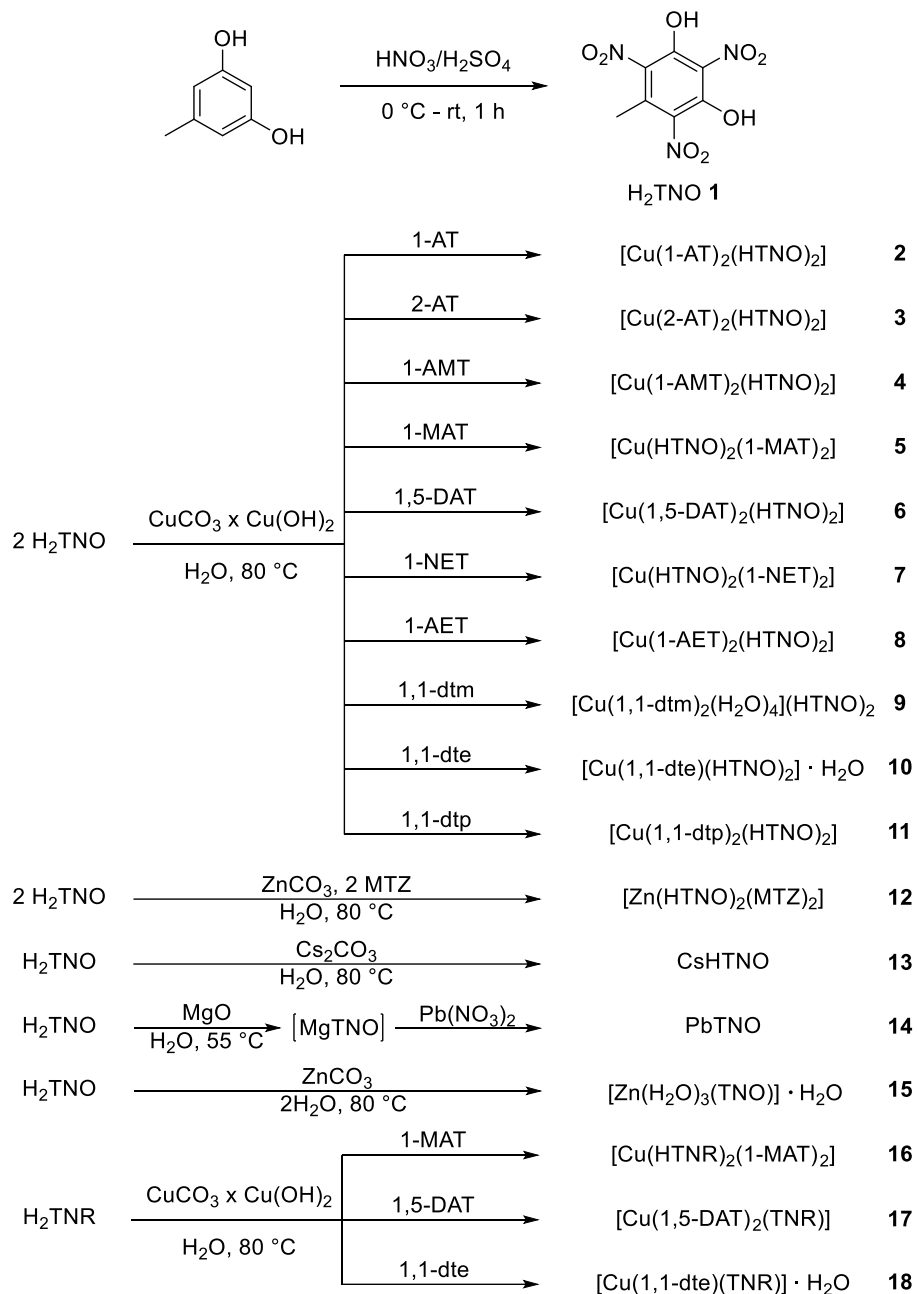 OH
OH
HNO₃/H₂SO₄
0 °C - rt, 1 h
OH
O₂N
NO₂
OH
NO₂
H₂TNO 1
1-AT
[Cu(1-AT)₂(HTNO)₂] 2
2-AT
[Cu(2-AT)₂(HTNO)₂] 3
1-AMT
[Cu(1-AMT)₂(HTNO)₂] 4
1-MAT
[Cu(HTNO)₂(1-MAT)₂] 5
1,5-DAT
[Cu(1,5-DAT)₂(HTNO)₂] 6
2 H₂TNO
CuCO₃ x Cu(OH)₂
H₂O, 80 °C
1-NET
[Cu(HTNO)₂(1-NET)₂] 7
1-AET
[Cu(1-AET)₂(HTNO)₂] 8
1,1-dtm
[Cu(1,1-dtm)₂(H₂O)₄](HTNO)₂ 9
1,1-dte
[Cu(1,1-dte)(HTNO)₂] · H₂O 10
1,1-dtp
[Cu(1,1-dtp)₂(HTNO)₂] 11
2 H₂TNO
ZnCO₃, 2 MTZ
H₂O, 80 °C
[Zn(HTNO)₂(MTZ)₂] 12
H₂TNO
Cs₂CO₃
H₂O, 80 °C
CsHTNO 13
H₂TNO
MgO
H₂O, 55 °C
[MgTNO]
Pb(NO₃)₂
PbTNO 14
H₂TNO
ZnCO₃
2H₂O, 80 °C
[Zn(H₂O)₃(TNO)] · H₂O 15
1-MAT
[Cu(HTNR)₂(1-MAT)₂] 16
H₂TNR
CuCO₃ x Cu(OH)₂
H₂O, 80 °C
1,5-DAT
[Cu(1,5-DAT)₂(TNR)] 17
1,1-dte
[Cu(1,1-dte)(TNR)] · H₂O 18